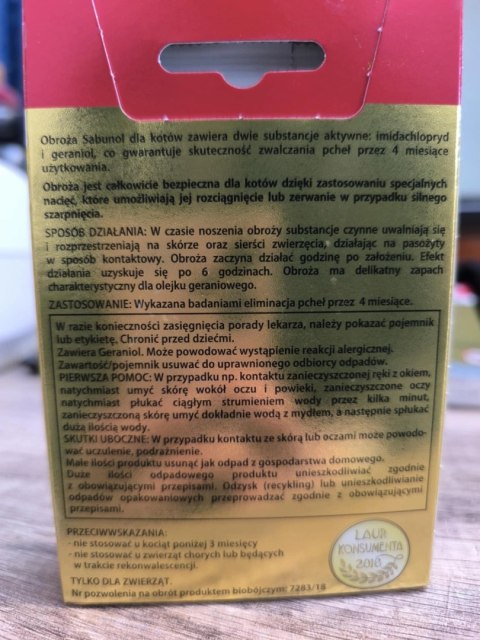 Obroża Sabunol dla kotów zawiera dwie substancje aktywne: imidachlopryd
i geraniol, co gwarantuje skuteczność zwalczania pcheł przez 4 miesiące
użytkowania.
Obroża jest całkowicie bezpieczna dla kotów dzięki zastosowaniu specjalnych
nacięć, które umożliwiają jej rozciągnięcie lub zerwanie w przypadku silnego
szarpnięcia.
SPOSÓB DZIAŁANIA: W czasie noszenia obroży substancje czynne uwalniają się
i rozprzestrzeniają na skórze oraz sierści zwierzęcia, działając na pasożyty
w sposób kontaktowy. Obroża zaczyna działać godzinę po założeniu. Efekt
działania uzyskuje się po 6 godzinach. Obroża ma delikatny zapach
charakterystyczny dla olejku geraniowego.
ZASTOSOWANIE: Wykazana badaniami eliminacja pcheł przez 4 miesiące.
W razie konieczności zasięgnięcia porady lekarza, należy pokazać pojemnik
lub etykietę. Chronić przed dziećmi.
Zawiera Geraniol. Może powodować wystąpienie reakcji alergicznej.
Zawartość/pojemnik usuwać do uprawnionego odbiorcy odpadów.
PIERWSZA POMOC: W przypadku np. kontaktu zanieczyszczonej ręki z okiem,
natychmiast umyć skórę wokół oczu i powieki, zanieczyszczone oczy
natychmiast płukać ciągłym strumieniem wody przez kilka minut,
zanieczyszczoną skórę umyć dokładnie wodą z mydłem, a następnie spłukać
dużą ilością wody.
SKUTKI UBOCZNE: W przypadku kontaktu ze skórą lub oczami może powodo-
wać uczulenie, podrażnienie.
Małe ilości produktu usunąć jak odpad z gospodarstwa domowego.
Duże ilości odpadowego produktu unieszkodliwiać zgodnie
z obowiązującymi przepisami. Odzysk (recykling) lub unieszkodliwianie
odpadów opakowaniowych przeprowadzać zgodnie z obowiązującymi
przepisami.
PRZECIWWSKAZANIA:
- nie stosować u kociąt poniżej 3 miesięcy
- nie stosować u zwierząt chorych lub będących
w trakcie rekonwalescencji.
TYLKO DLA ZWIERZĄT.
Nr pozwolenia na obrót produktem biobójczym: 7283/18
LAUR
KONSUMENTA
2018